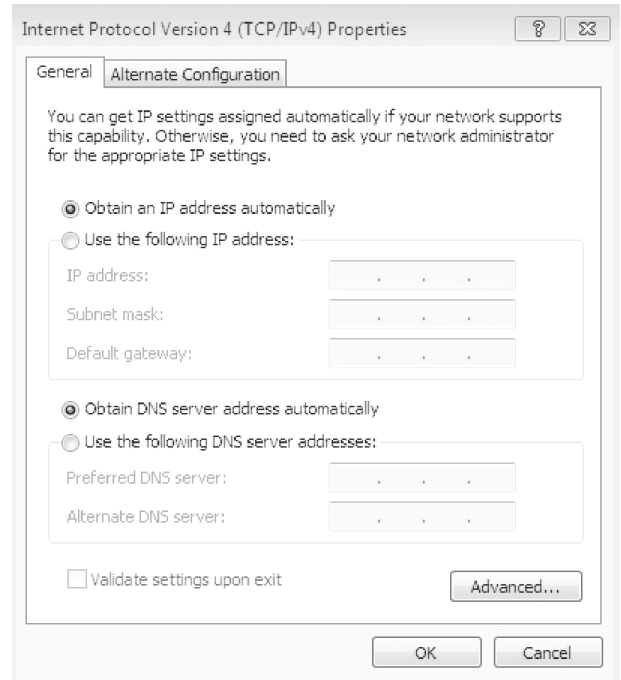 Internet Protocol Version 4 (TCP/IPv4) Properties
?
General
Alternate Configuration
You can get IP settings assigned automatically if your network supports
this capability. Otherwise, you need to ask your network administrator
for the appropriate IP settings.
Obtain an IP address automatically
Use the following IP address:
IP address:
Subnet mask:
Default gateway:
Obtain DNS server address automatically
Use the following DNS server addresses:
Preferred DNS server:
Alternate DNS server:
Validate settings upon exit
Advanced...
OK
Cancel